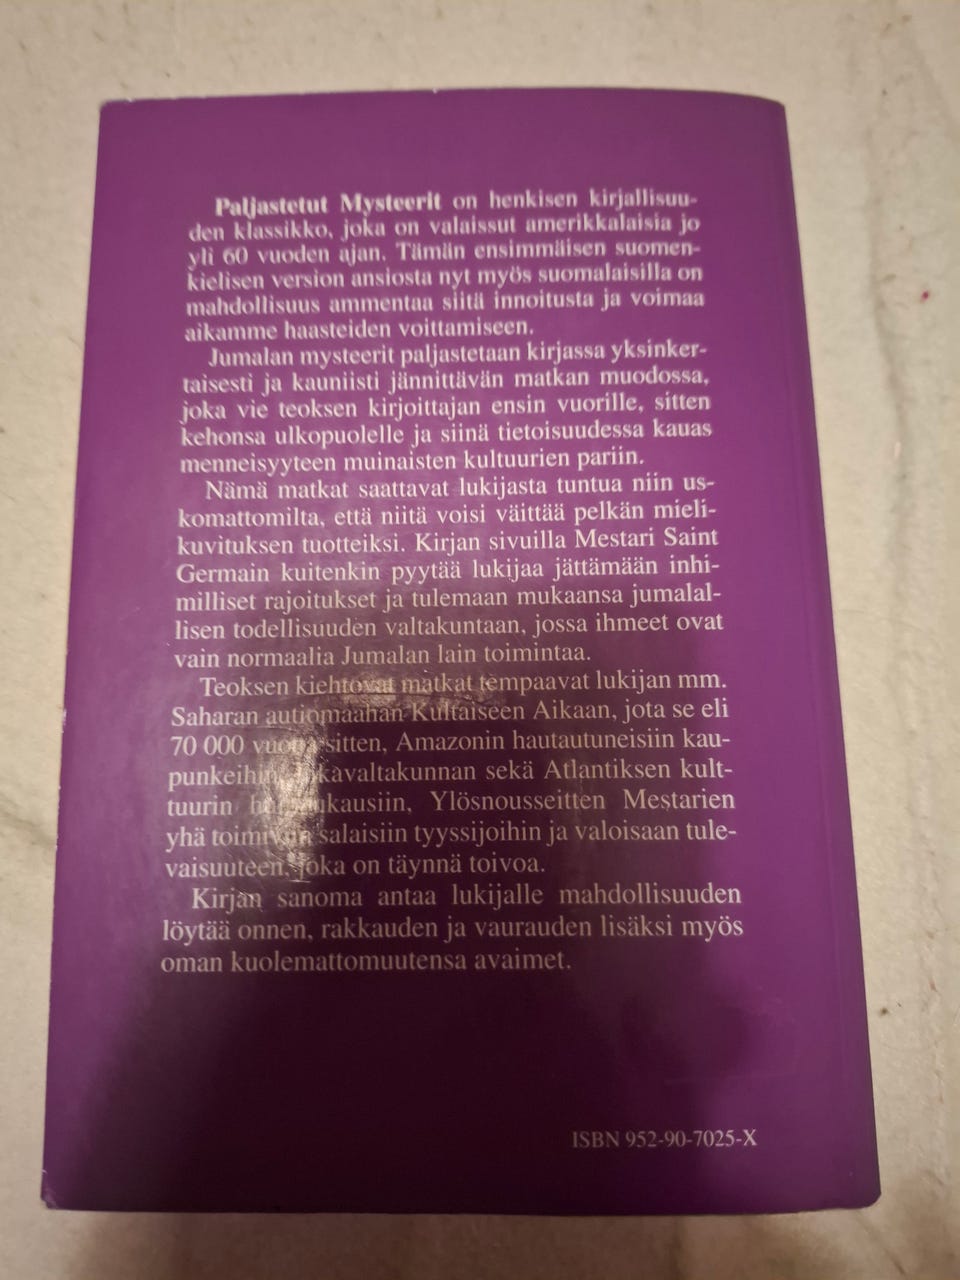 Paljastetut Mysteerit on henkisen kirjallisuu-
den klassikko, joka on valaissut amerikkalaisia jo
yli 60 vuoden ajan. Tämän ensimmäisen suomen-
kielisen version ansiosta nyt myös suomalaisilla on
mahdollisuus ammentaa siitä innoitusta ja voimaa
aikamme haasteiden voittamiseen.
Jumalan mysteerit paljastetaan kirjassa yksinker-
taisesti ja kauniisti jännittävän matkan muodossa,
joka vie teoksen kirjoittajan ensin vuorille, sitten
kehonsa ulkopuolelle ja siinä tietoisuudessa kauas
menneisyyteen muinaisten kultuurien pariin.
Nämä matkat saattavat lukijasta tuntua niin us-
komattomilta, että niitä voisi väittää pelkän mieli-
kuvituksen tuotteiksi. Kirjan sivuilla Mestari Saint
Germain kuitenkin pyytää lukijaa jättämään inhi-
milliset rajoitukset ja tulemaan mukaansa jumalal-
lisen todellisuuden valtakuntaan, jossa ihmeet ovat
vain normaalia Jumalan lain toimintaa.
Teoksen kiehtovat matkat tempaavat lukijan mm.
Saharan autiomaahan Kultaiseen Aikaan, jota se eli
70 000 vuotta sitten, Amazonin hautautuneisiin kau-
punkeihin, sekä Atlantiksen kult-
tuurin Ylösnousseitten Mestarien
yhä toimiviin salaisiin tyyssijoihin ja valoisaan tule-
vaisuuteen, joka on täynnä toivoa.
Kirjan sanoma antaa lukijalle mahdollisuuden
löytää onnen, rakkauden ja vaurauden lisäksi myös
oman kuolemattomuutensa avaimet.
ISBN 952-90-7025-X